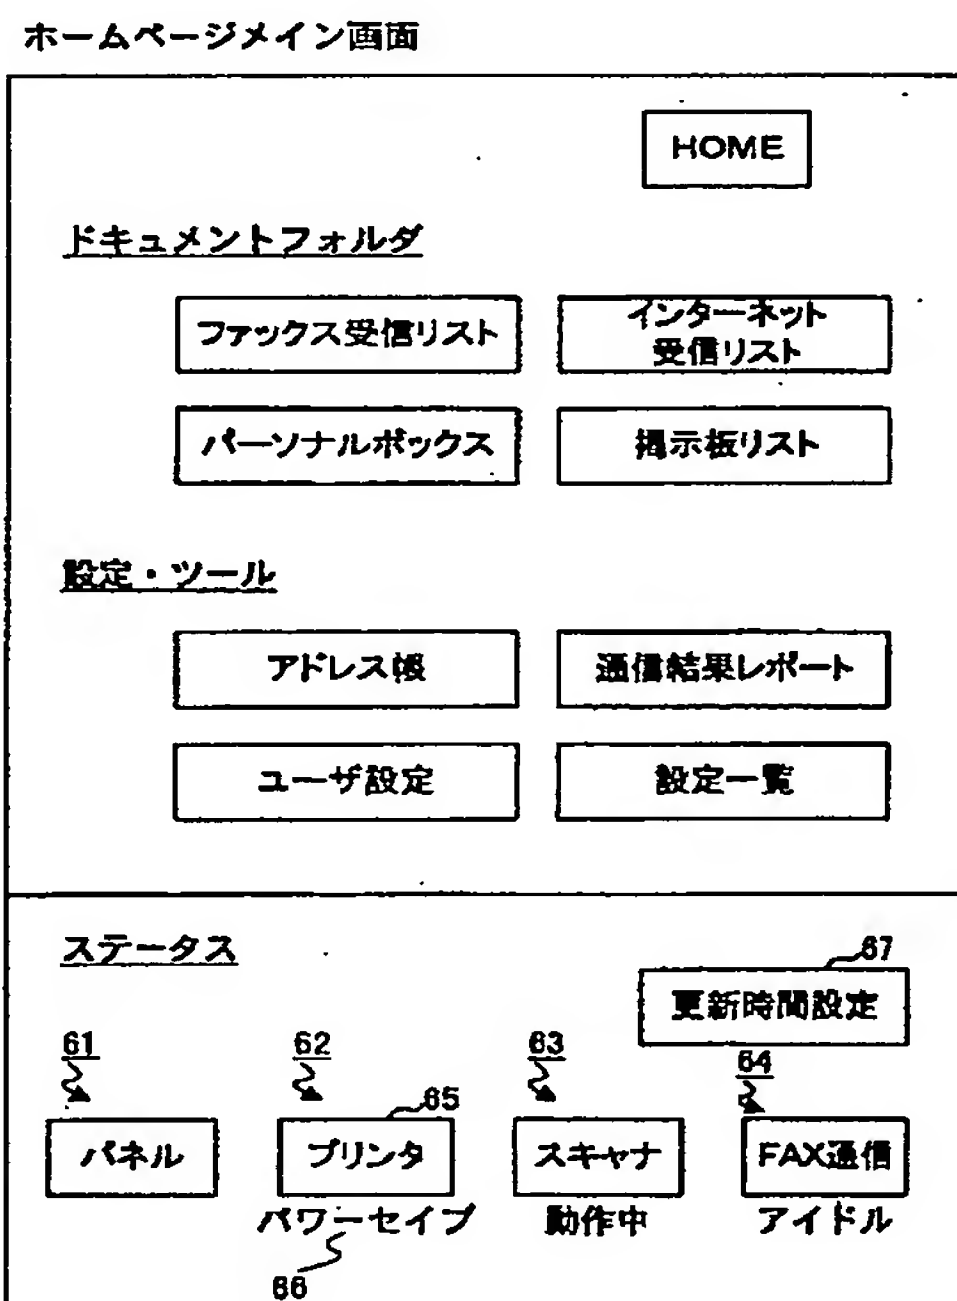 ホームページメイン画面
HOME
ドキュメントフォルダ
ファックス受信リスト
インターネット
受信リスト
パーソナルボックス
掲示板リスト
設定・ツール
アドレス帳
通信結果レポート
ユーザ設定
設定一覧
ステータス
67
更新時間設定
61
62
63
64
65
パネル
プリンタ
スキャナ
FAX通信
パワーセイブ
動作中
アイドル
66